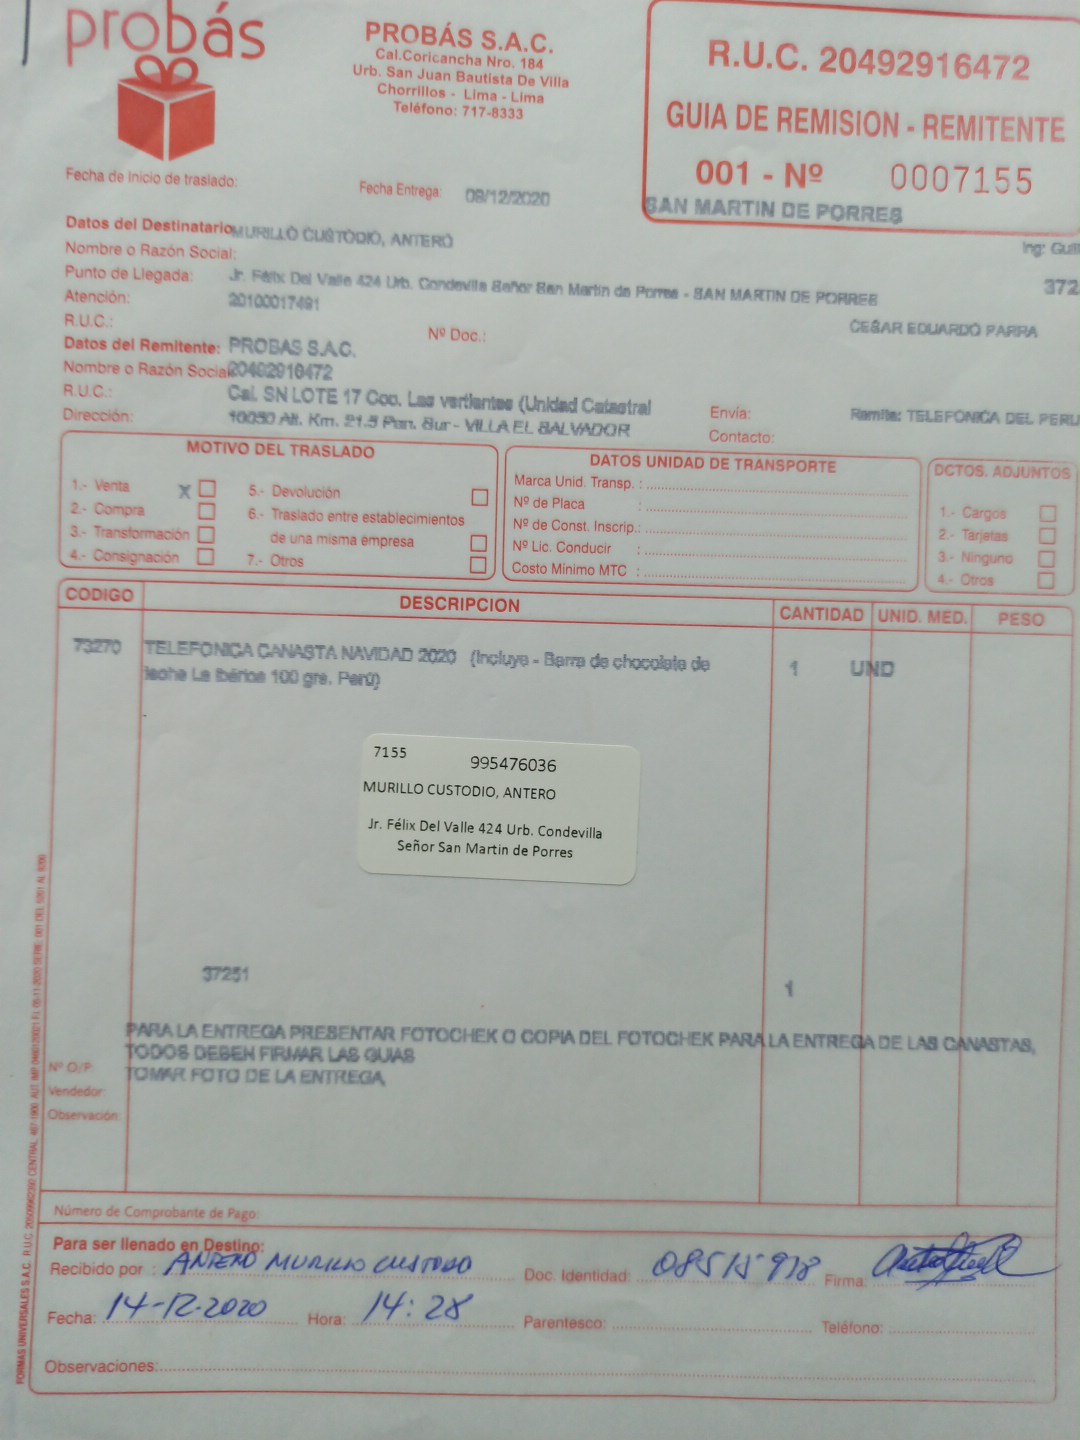 probás
PROBÁS S.A.C.
Cal.Coricancha Nro. 184
Urb. San Juan Bautista De Villa
Chorrillos - Lima - Lima
Teléfono: 717-8333
R.U.C. 20492916472
GUIA DE REMISION - REMITENTE
001 - Nº 0007155
SAN MARTIN DE PORRES
Fecha de Inicio de traslado:
Fecha Entrega: 09/12/2020
Datos del Destinatario MURILLO CUSTODIO, ANTERO
Nombre o Razón Social:
Ing:
Punto de Llegada: Jr. Félix Del Valle 424 Urb. Condevilla Señor San Martin de Porres - SAN MARTIN DE PORRES
372
Atención: 20100017491
R.U.C.: Nº Doc.: CESAR EDUARDO PARRA
Datos del Remitente: PROBAS S.A.C.
Nombre o Razón Social 20492916472
R.U.C.: Cal. SN LOTE 17 Coo. Las vertientes (Unidad Catastral
Dirección: 10050 Alt. Km. 21.5 Pan. Sur - VILLA EL SALVADOR
Envía: Remite: TELEFONICA DEL PERU
Contacto:
MOTIVO DEL TRASLADO
1.- Venta X
2.- Compra
3.- Transformación
4.- Consignación
5.- Devolución
6.- Traslado entre establecimientos
de una misma empresa
7.- Otros
DATOS UNIDAD DE TRANSPORTE
Marca Unid. Transp. :
Nº de Placa :
Nº de Const. Inscrip.:
Nº Lic. Conducir :
Costo Minimo MTC :
DCTOS. ADJUNTOS
1.- Cargos
2.- Tarjetas
3.- Ninguno
4.- Otros
CODIGO DESCRIPCION CANTIDAD UNID. MED. PESO
73270 TELEFONICA CANASTA NAVIDAD 2020 (Incluye - Barra de chocolate de
leche La Ibérica 100 grs. Perú) 1 UND
7155 995476036
MURILLO CUSTODIO, ANTERO
Jr. Félix Del Valle 424 Urb. Condevilla
Señor San Martin de Porres
37251 1
PARA LA ENTREGA PRESENTAR FOTOCHEK O COPIA DEL FOTOCHEK PARA LA ENTREGA DE LAS CANASTAS,
TODOS DEBEN FIRMAR LAS GUIAS
TOMAR FOTO DE LA ENTREGA
Nº O/P:
Vendedor:
Observación:
Número de Comprobante de Pago:
Para ser llenado en Destino:
Recibido por : ANTERO MURILLO CUSTODIO Doc. Identidad: 08515978 Firma:
Fecha: 14-12-2020 Hora: 14:28 Parentesco: Teléfono:
Observaciones:
FORMAS UNIVERSALES S.A.C. R.U.C.